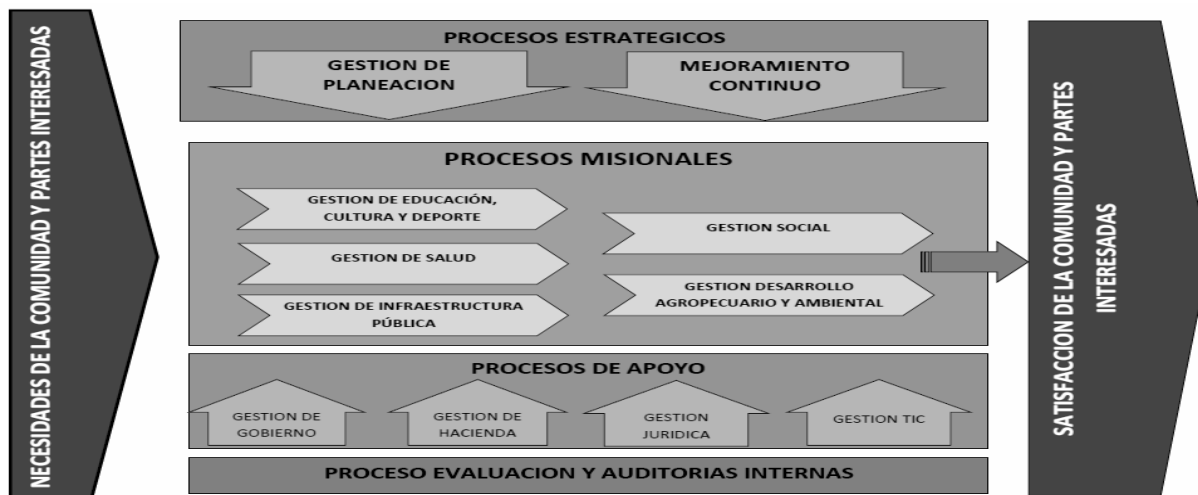 NECESIDADES DE LA COMUNIDAD Y PARTES INTERESADAS
PROCESOS ESTRATEGICOS
GESTION DE
PLANEACION
MEJORAMIENTO
CONTINUO
PROCESOS MISIONALES
GESTION DE EDUCACIÓN,
CULTURA Y DEPORTE
GESTION DE SALUD
GESTION DE INFRAESTRUCTURA
PÚBLICA
GESTION SOCIAL
GESTION DESARROLLO
AGROPECUARIO Y AMBIENTAL
PROCESOS DE APOYO
GESTION DE
GOBIERNO
GESTION DE
HACIENDA
GESTION
JURIDICA
GESTION TIC
PROCESO EVALUACION Y AUDITORIAS INTERNAS
SATISFACCION DE LA COMUNIDAD Y PARTES
INTERESADAS